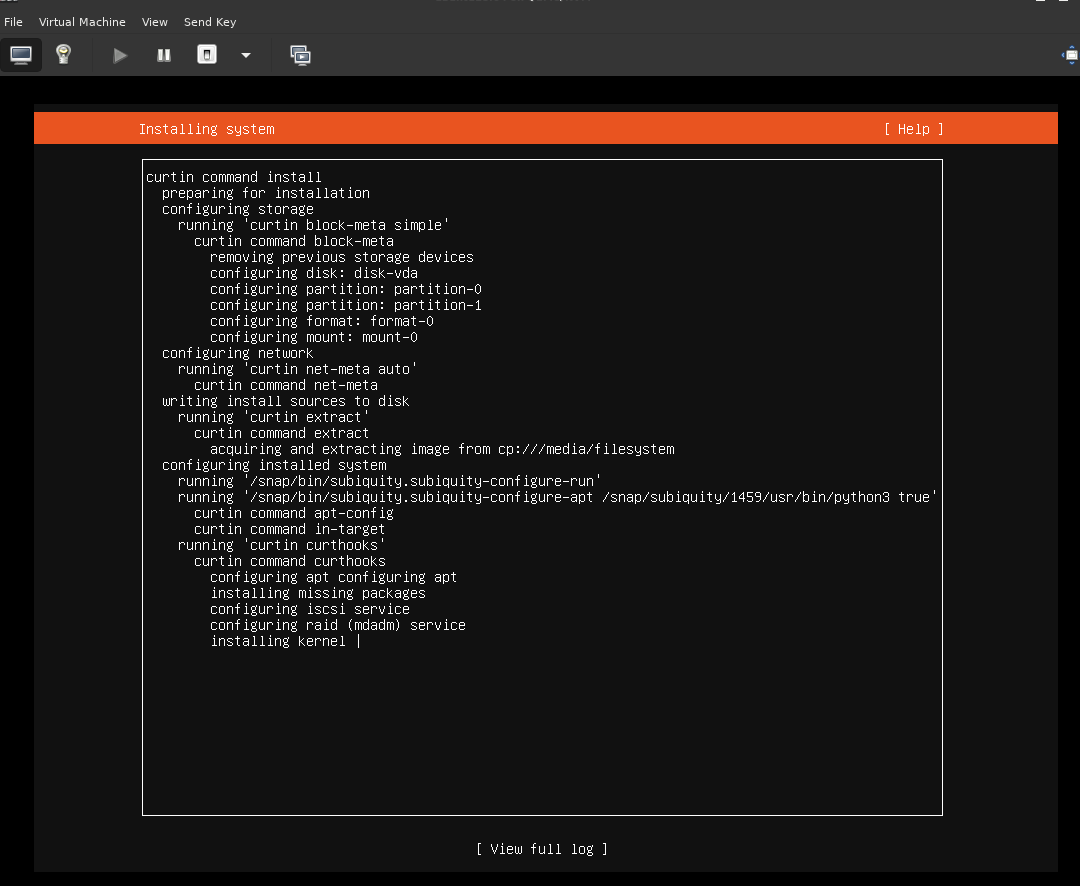 File Virtual Machine View Send Key
Installing system [ Help ]
curtin command install
preparing for installation
configuring storage
running 'curtin block-meta simple'
curtin command block-meta
removing previous storage devices
configuring disk: disk-vda
configuring partition: partition-0
configuring partition: partition-1
configuring format: format-0
configuring mount: mount-0
configuring network
running 'curtin net-meta auto'
curtin command net-meta
writing install sources to disk
running 'curtin extract'
curtin command extract
acquiring and extracting image from cp:///media/filesystem
configuring installed system
running '/snap/bin/subiquity.subiquity-configure-run'
running '/snap/bin/subiquity.subiquity-configure-apt /snap/subiquity/1459/usr/bin/python3 true'
curtin command apt-config
curtin command in-target
running 'curtin curthooks'
curtin command curthooks
configuring apt configuring apt
installing missing packages
configuring iscsi service
configuring raid (mdadm) service
installing kernel |
[ View full log ]